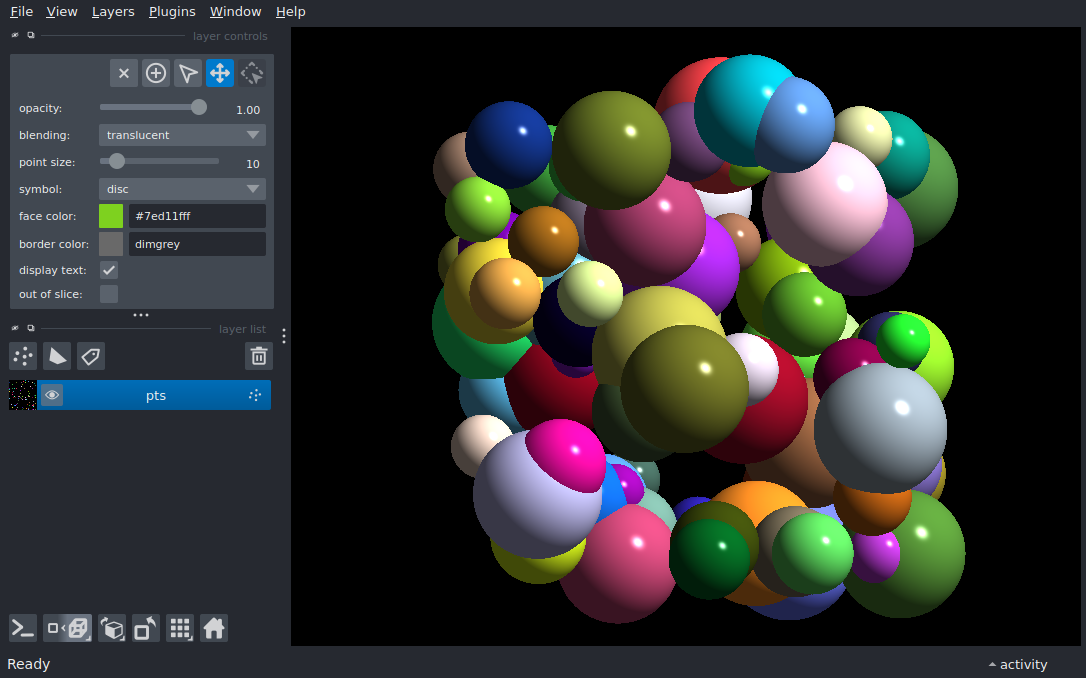 File View Layers Plugins Window Help
layer controls
opacity: 1.00
blending: translucent
point size: 10
symbol: disc
face color: #7ed11fff
border color: dimgrey
display text:
out of slice:
layer list
pts
Ready
activity